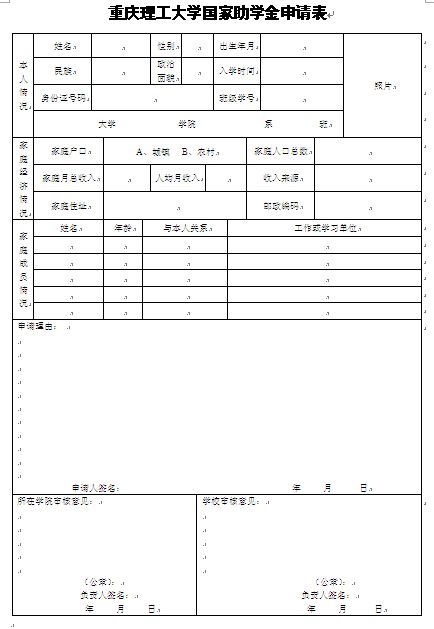 重庆理工大学国家助学金申请表
本人情况
姓名 性别 出生年月
照片
民族 政治面貌 入学时间
身份证号码 班级学号
大学 学院 系 班
家庭经济情况
家庭户口 A、城镇 B、农村 家庭人口总数
家庭月总收入 人均月收入 收入来源
家庭住址 邮政编码
家庭成员情况
姓名 年龄 与本人关系 工作或学习单位
申请理由：
申请人签名： 年 月 日
所在学院审核意见： 学校审核意见：
（公章）： （公章）：
负责人签名： 负责人签名：
年 月 日 年 月 日